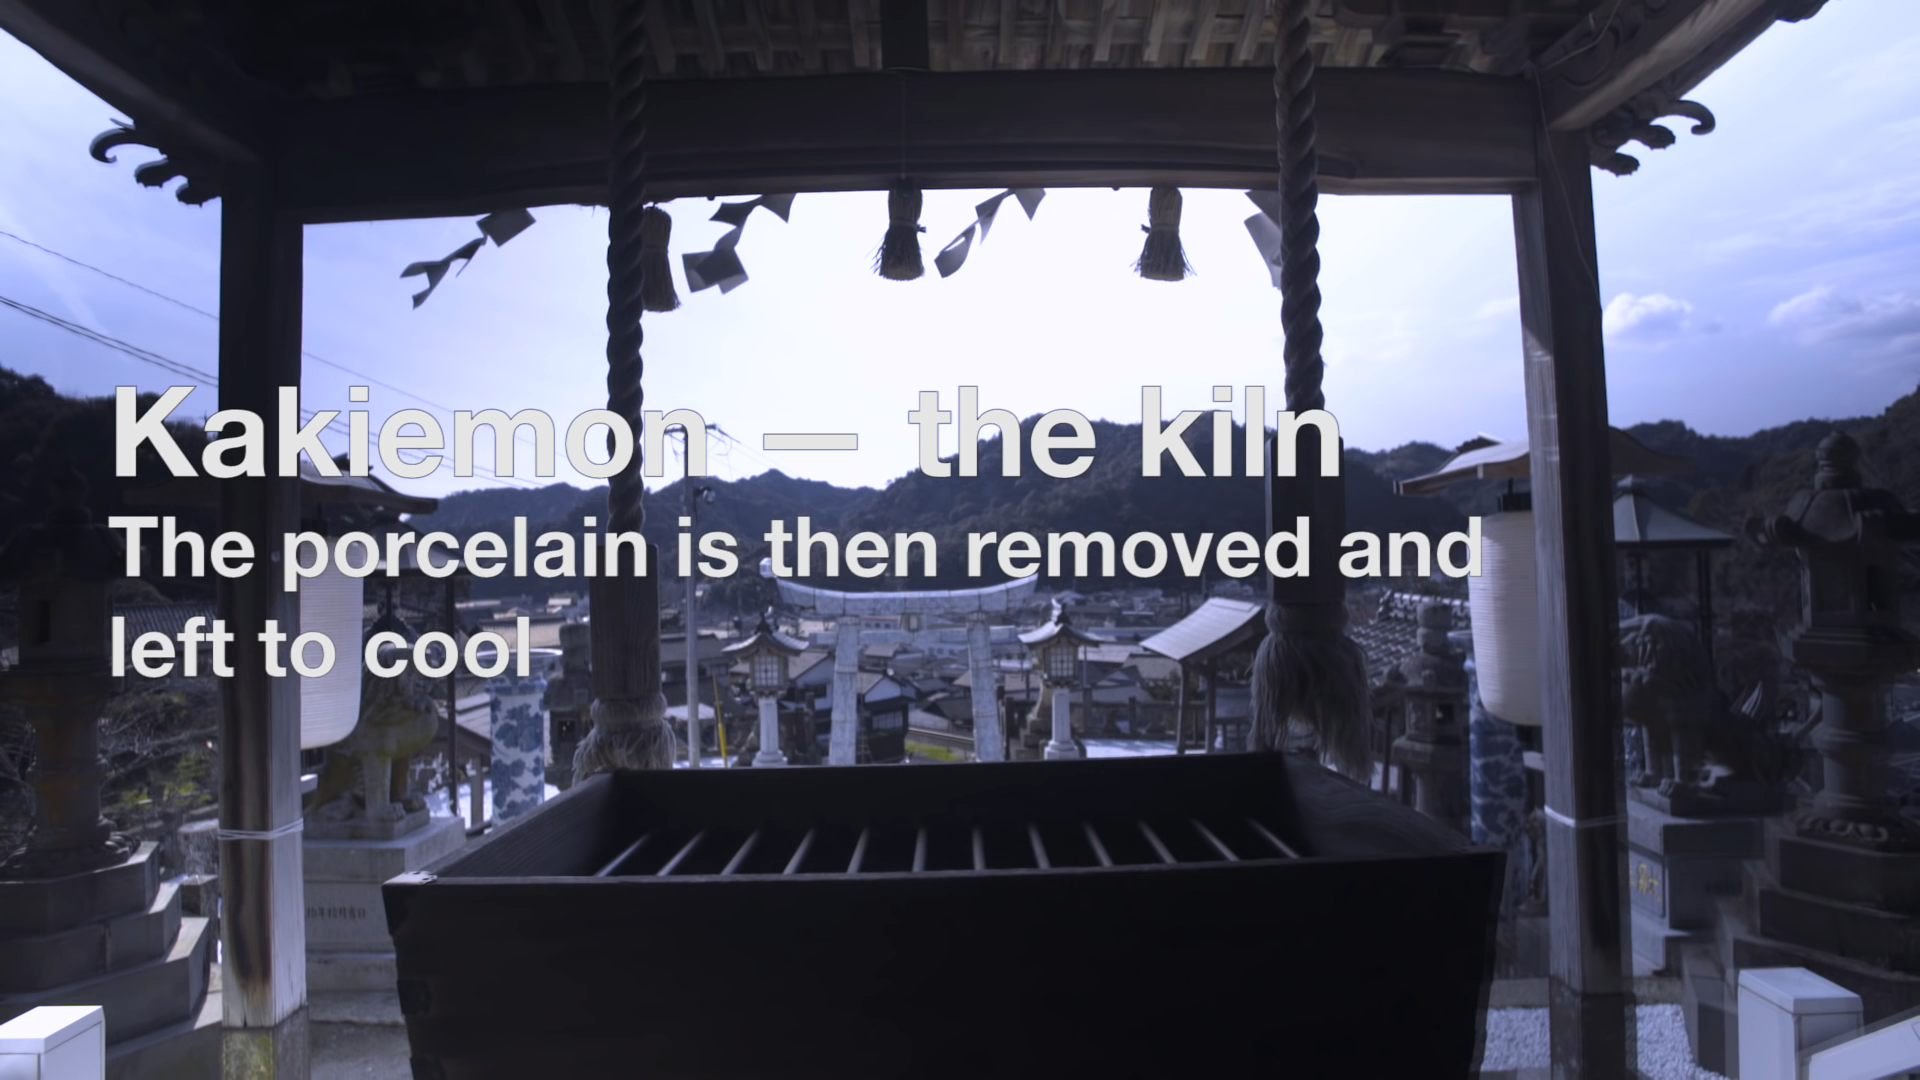 Kakiemon — the kiln
The porcelain is then removed and
left to cool